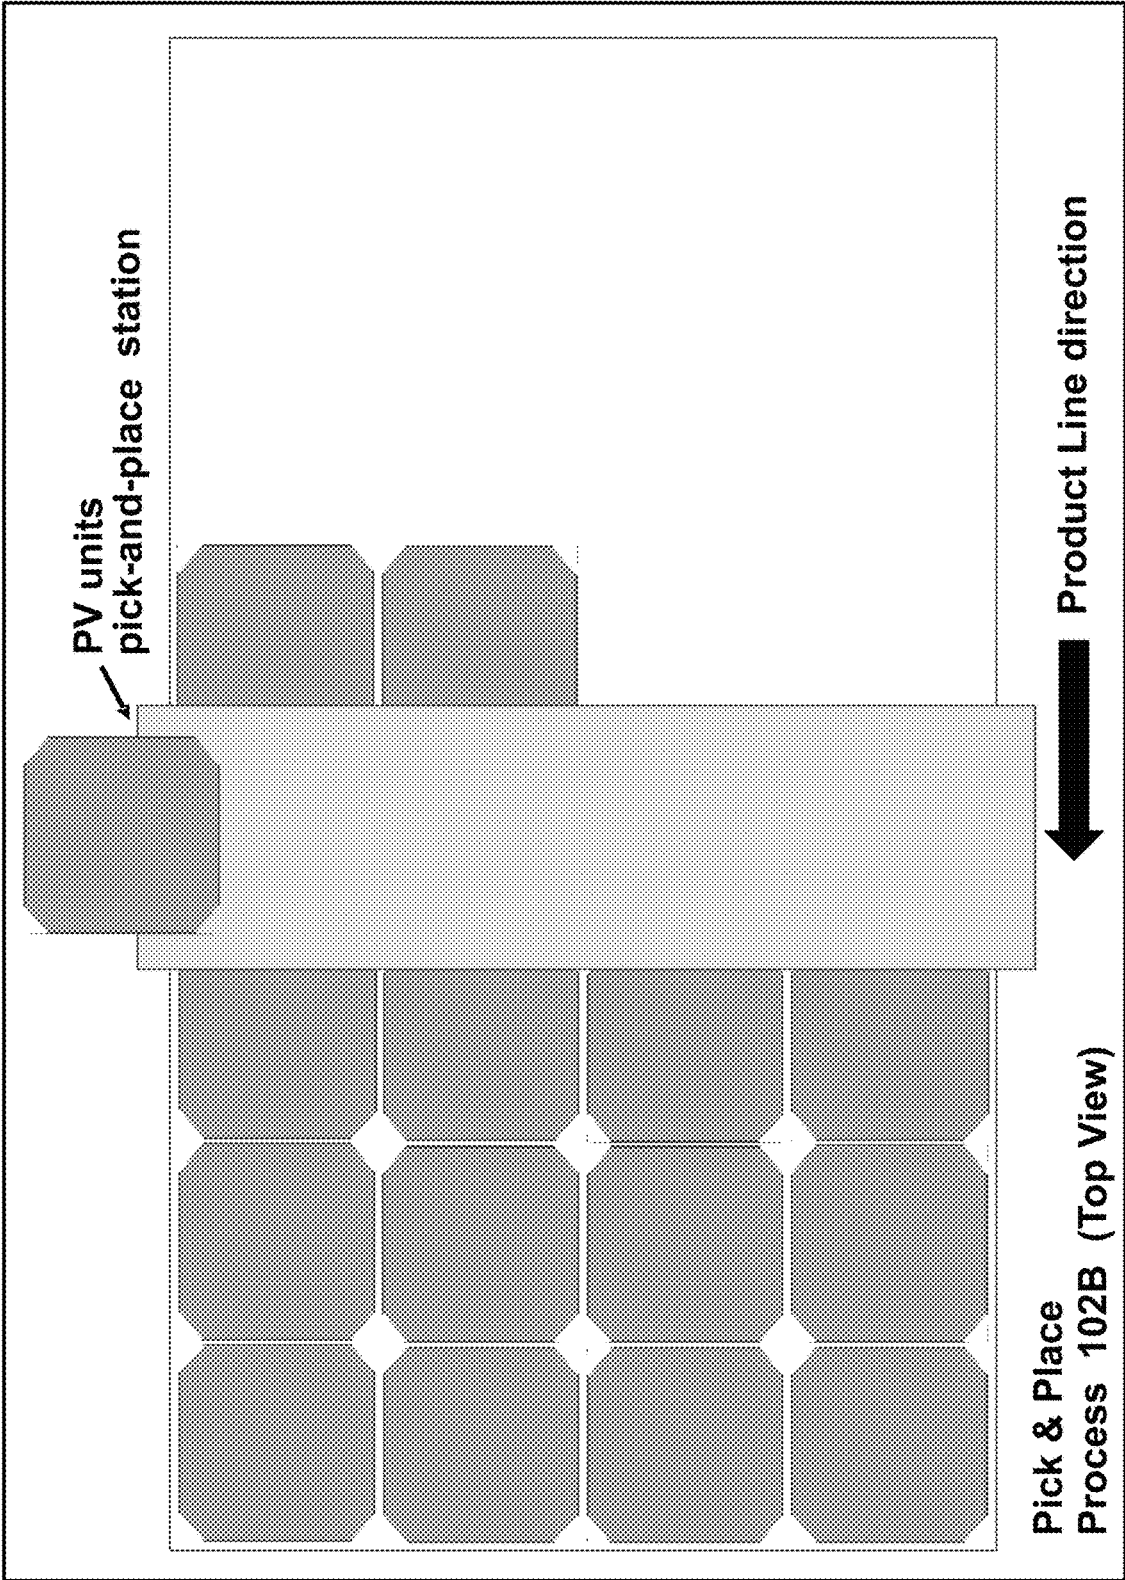 PV units
pick-and-place station
Product Line direction
Pick & Place
Process 102B (Top View)